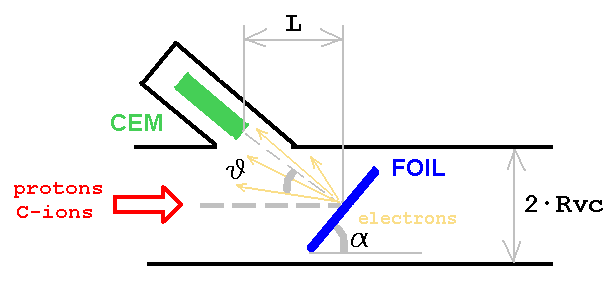 L
CEM
ϑ
FOIL
protons
C-ions
electrons
2·Rvc
α